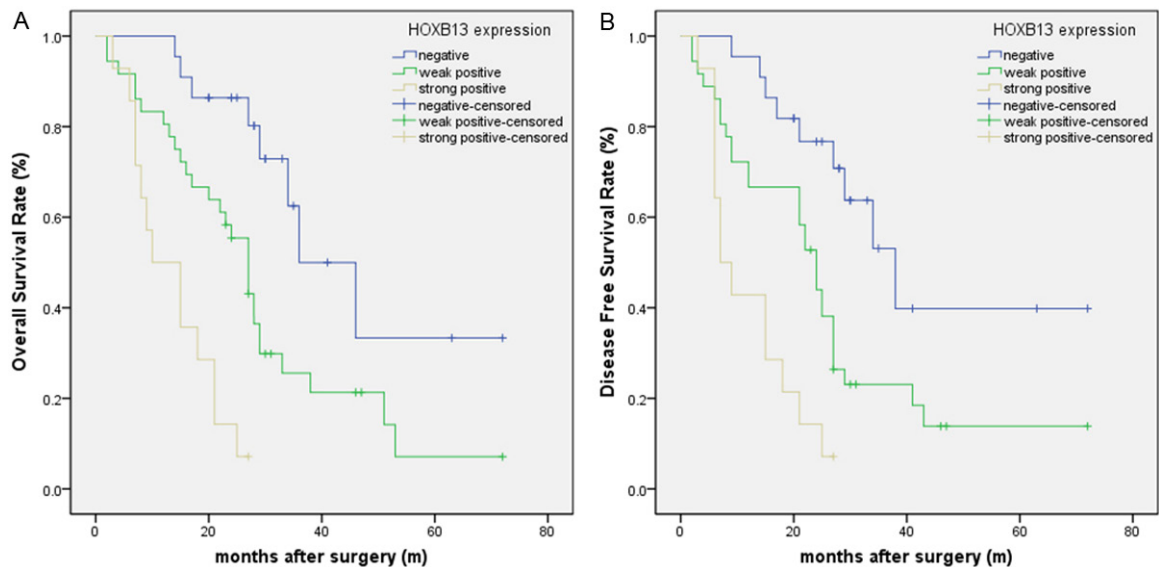 A
HOXB13 expression
negative
weak positive
strong positive
negative-censored
weak positive-censored
strong positive-censored
Overall Survival Rate (%)
1.0
0.8
0.6
0.4
0.2
0.0
0
20
40
60
80
months after surgery (m)
B
HOXB13 expression
negative
weak positive
strong positive
negative-censored
weak positive-censored
strong positive-censored
Disease Free Survival Rate (%)
1.0
0.8
0.6
0.4
0.2
0.0
0
20
40
60
80
months after surgery (m)